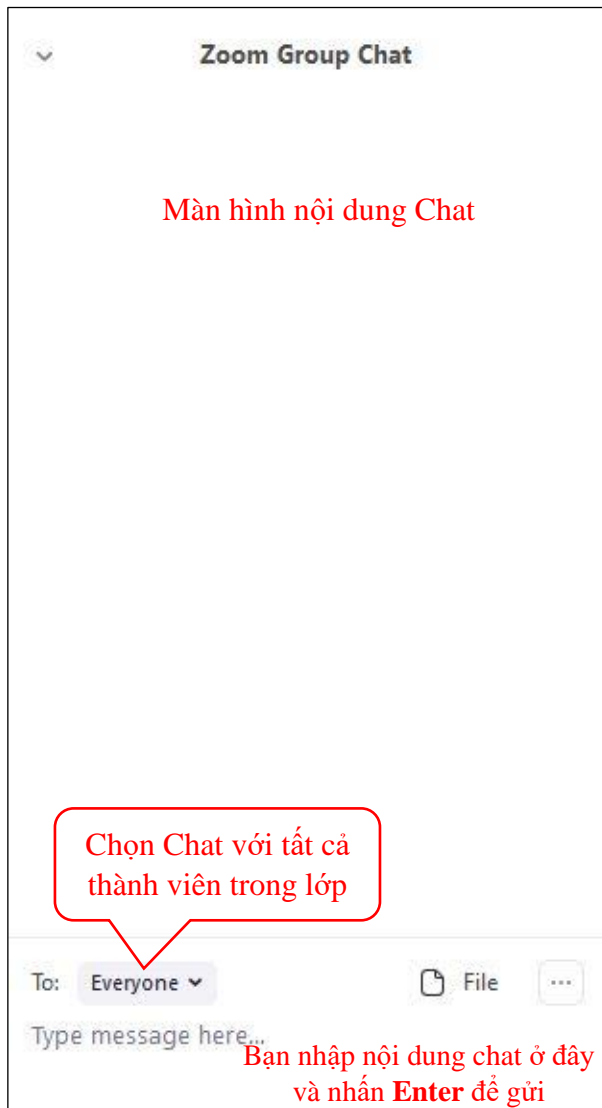 Zoom Group Chat
Màn hình nội dung Chat
Chọn Chat với tất cả
thành viên trong lớp
To: Everyone File ...
Type message here...
Bạn nhập nội dung chat ở đây
và nhấn Enter để gửi